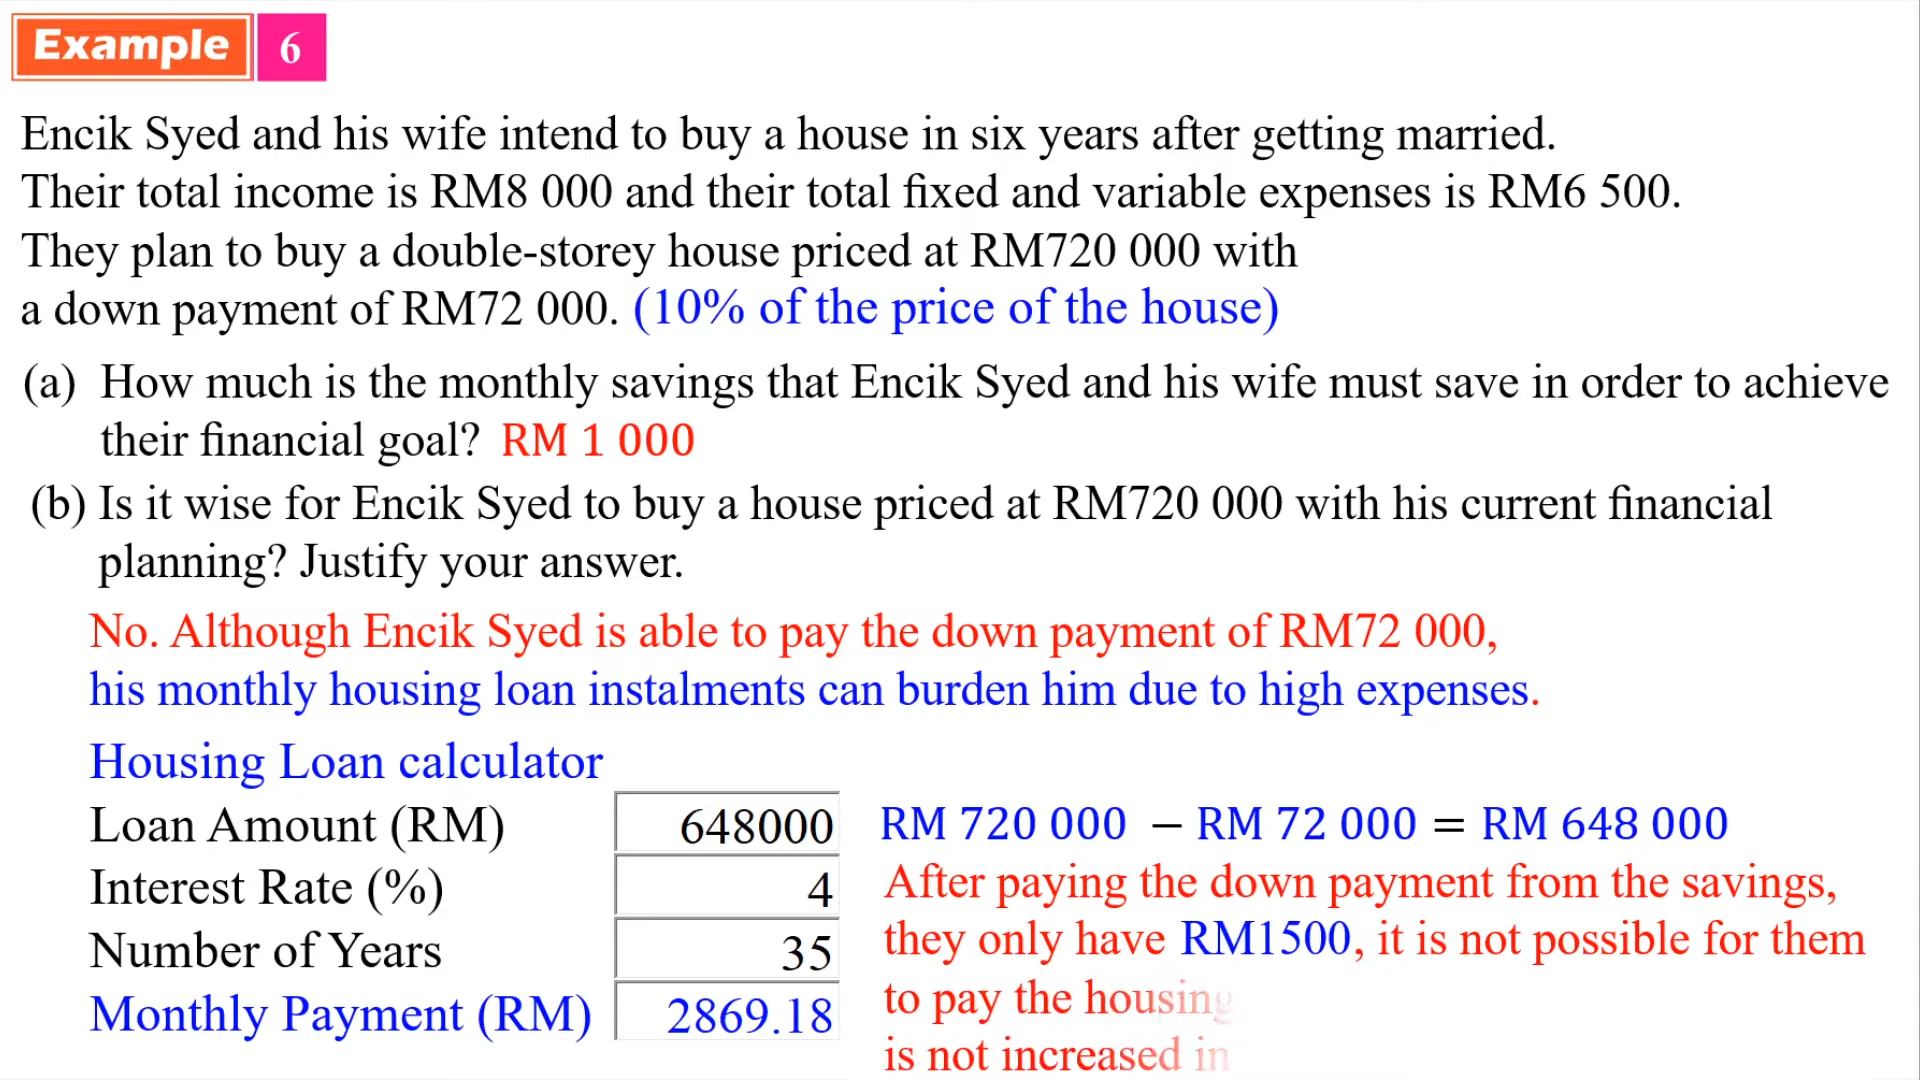 Example 6
Encik Syed and his wife intend to buy a house in six years after getting married.
Their total income is RM8 000 and their total fixed and variable expenses is RM6 500.
They plan to buy a double-storey house priced at RM720 000 with
a down payment of RM72 000. (10% of the price of the house)
(a) How much is the monthly savings that Encik Syed and his wife must save in order to achieve
their financial goal? RM 1 000
(b) Is it wise for Encik Syed to buy a house priced at RM720 000 with his current financial
planning? Justify your answer.
No. Although Encik Syed is able to pay the down payment of RM72 000,
his monthly housing loan instalments can burden him due to high expenses.
Housing Loan calculator
Loan Amount (RM) 648000 RM 720 000 − RM 72 000 = RM 648 000
Interest Rate (%) 4 After paying the down payment from the savings,
Number of Years 35 they only have RM1500, it is not possible for them
Monthly Payment (RM) 2869.18 to pay the housing
is not increased in